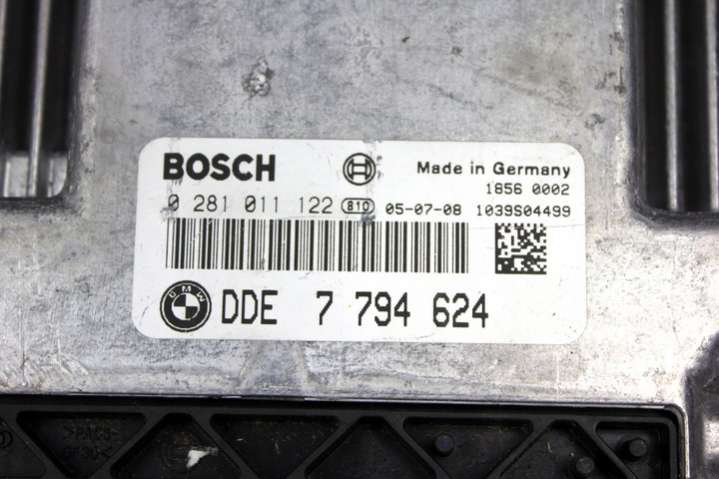 BOSCH Made in Germany
1856 0002
0 281 011 122 810 05-07-08 1039S04499
BMW DDE 7 794 624